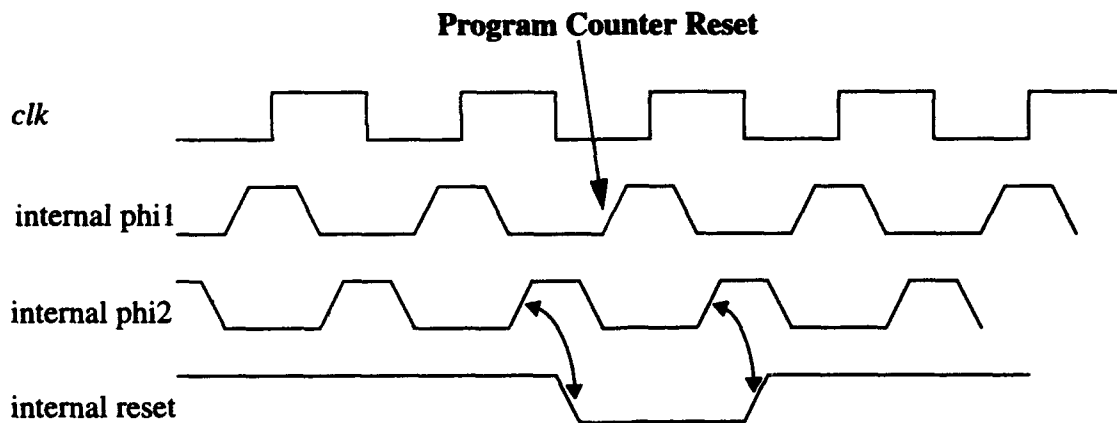 Program Counter Reset
clk
internal phi1
internal phi2
internal reset